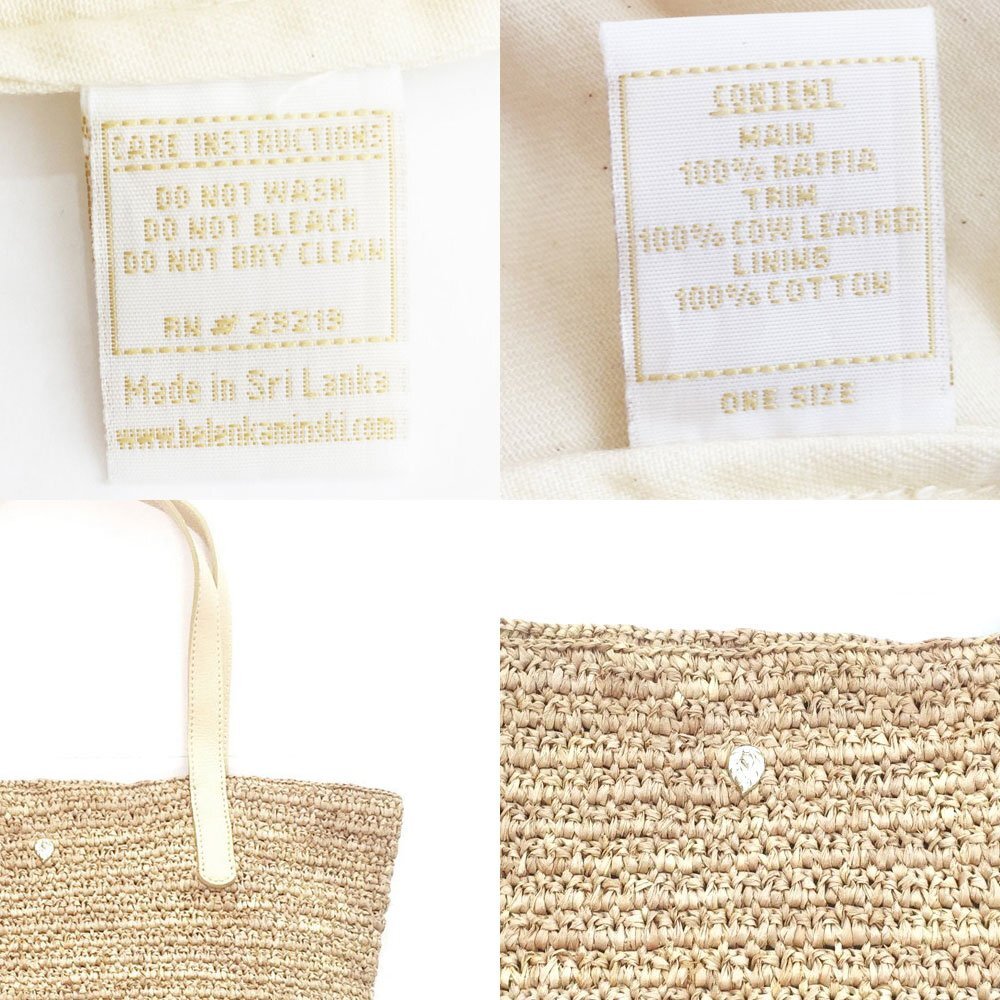 CARE INSTRUCTIONS
DO NOT WASH
DO NOT BLEACH
DO NOT DRY CLEAN
RN # 29219
Made in Sri Lanka
www.helenkaminski.com
CONTENT
MAIN
100% RAFFIA
TRIM
100% COW LEATHER
LINING
100% COTTON
ONE SIZE